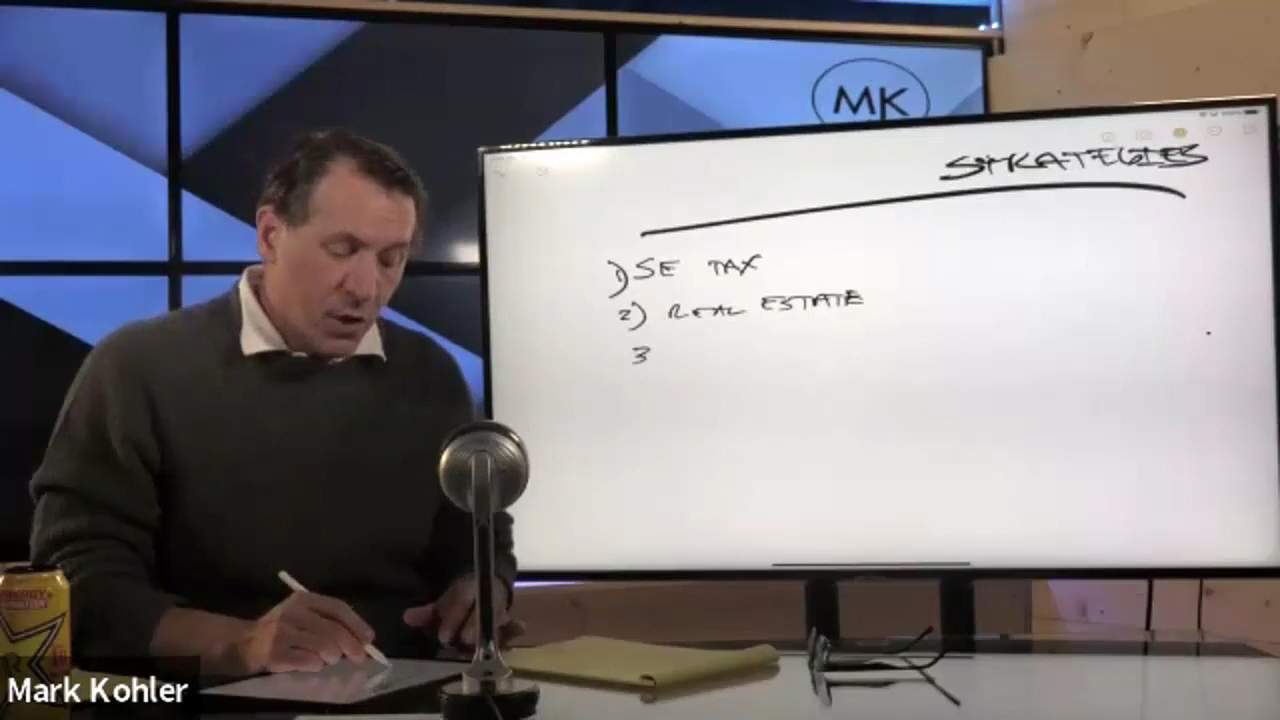 MK
STRATEGIES
1) SE TAX
2) REAL ESTATE
3
Mark Kohler